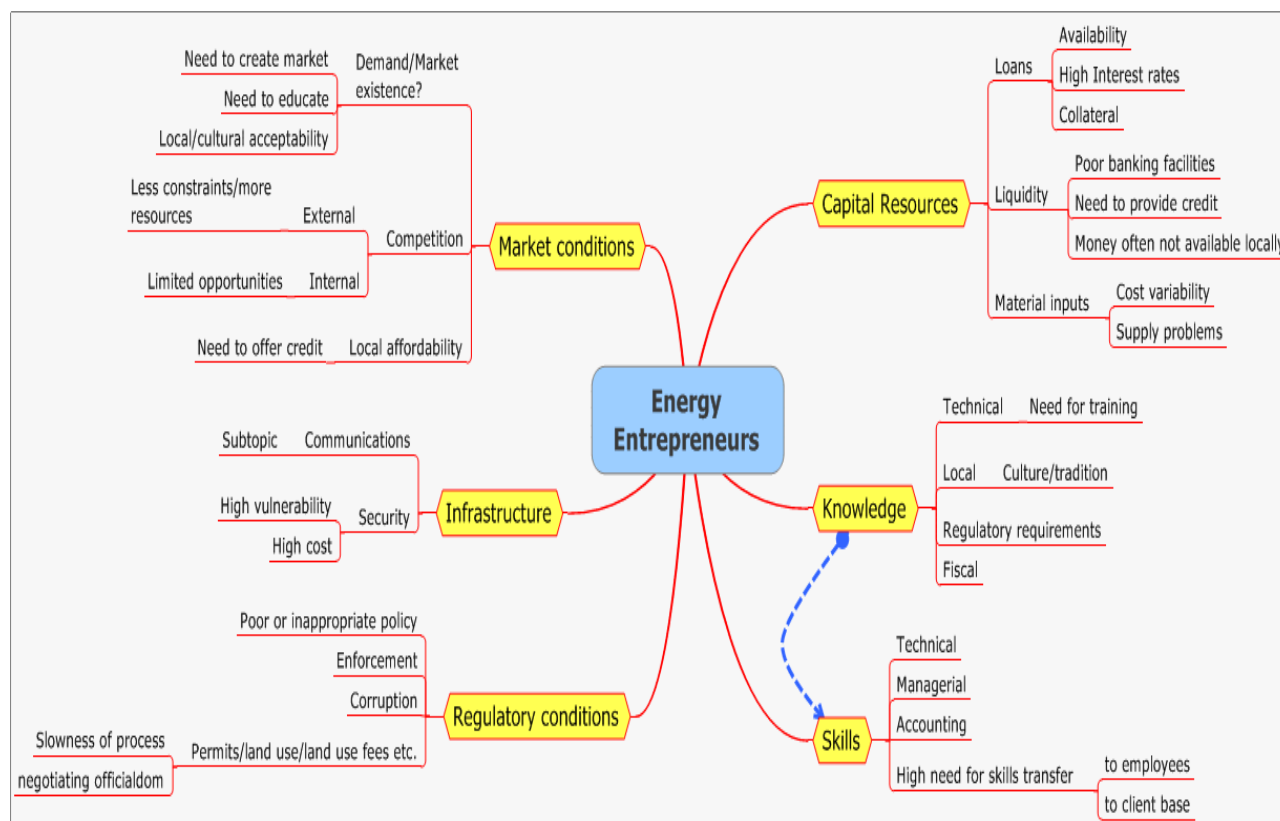 Energy
Entrepreneurs
Market conditions
Demand/Market
existence?
Need to create market
Need to educate
Local/cultural acceptability
Competition
External
Less constraints/more
resources
Internal
Limited opportunities
Local affordability
Need to offer credit
Infrastructure
Communications
Subtopic
Security
High vulnerability
High cost
Regulatory conditions
Poor or inappropriate policy
Enforcement
Corruption
Permits/land use/land use fees etc.
Slowness of process
negotiating officialdom
Capital Resources
Loans
Availability
High Interest rates
Collateral
Liquidity
Poor banking facilities
Need to provide credit
Money often not available locally
Material inputs
Cost variability
Supply problems
Knowledge
Technical
Need for training
Local
Culture/tradition
Regulatory requirements
Fiscal
Skills
Technical
Managerial
Accounting
High need for skills transfer
to employees
to client base